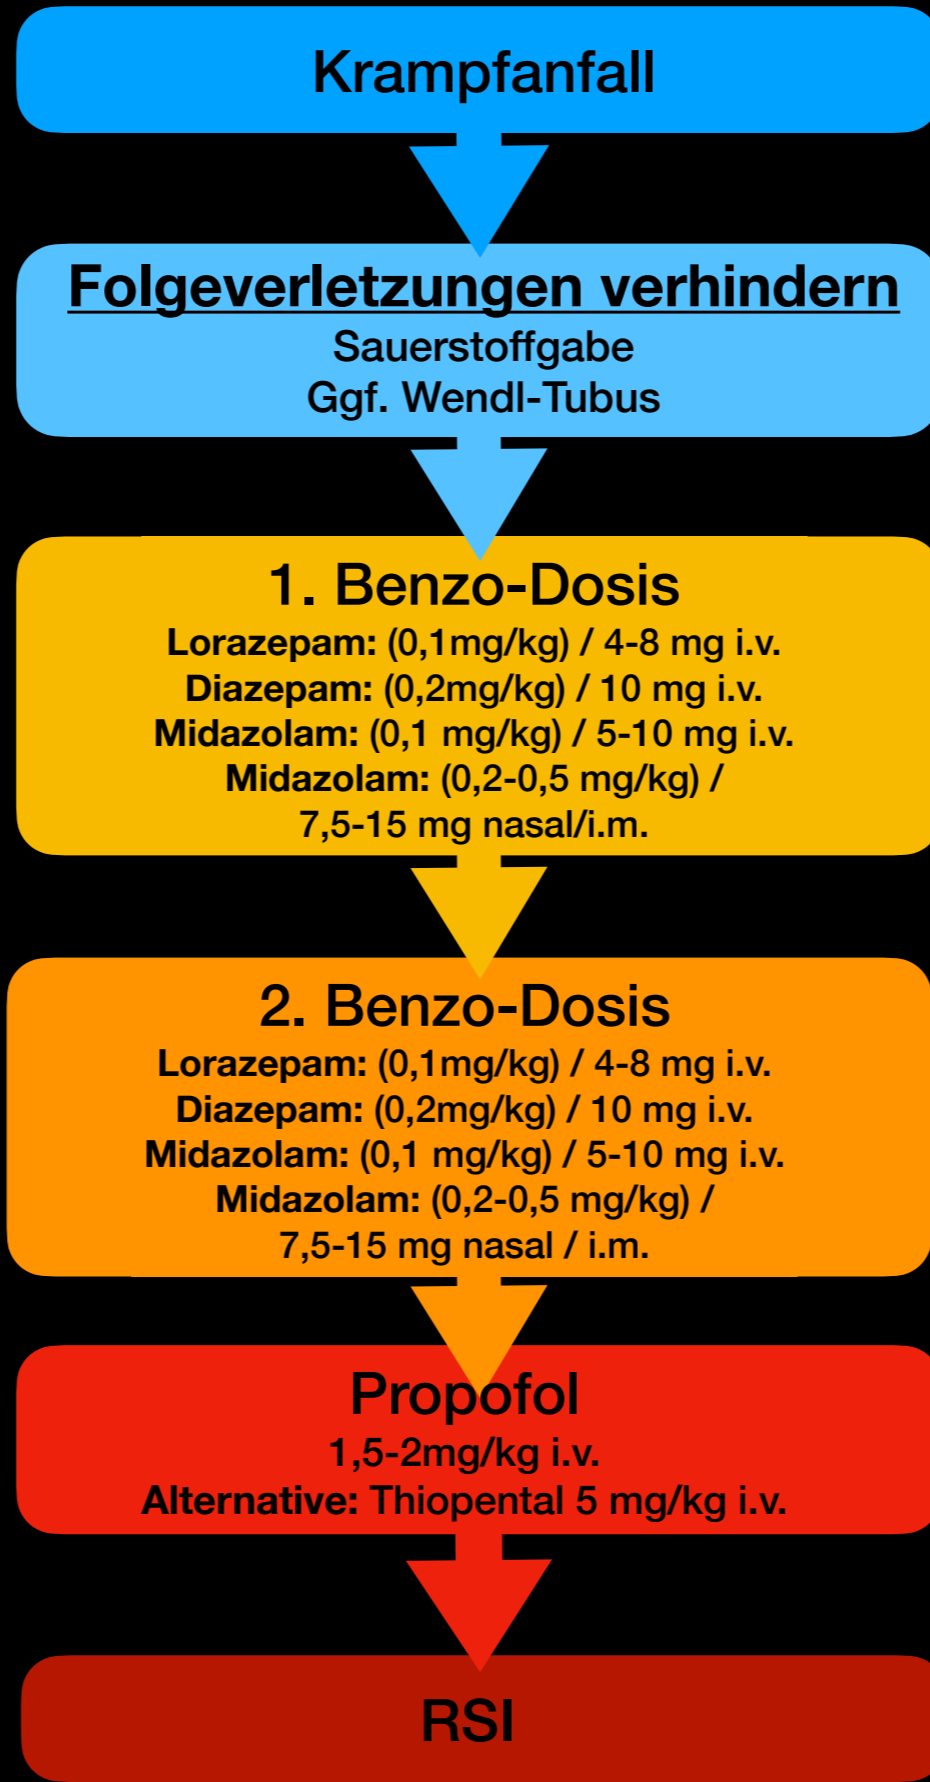 Krampfanfall
Folgeverletzungen verhindern
Sauerstoffgabe
Ggf. Wendl-Tubus
1. Benzo-Dosis
Lorazepam: (0,1mg/kg) / 4-8 mg i.v.
Diazepam: (0,2mg/kg) / 10 mg i.v.
Midazolam: (0,1 mg/kg) / 5-10 mg i.v.
Midazolam: (0,2-0,5 mg/kg) /
7,5-15 mg nasal/i.m.
2. Benzo-Dosis
Lorazepam: (0,1mg/kg) / 4-8 mg i.v.
Diazepam: (0,2mg/kg) / 10 mg i.v.
Midazolam: (0,1 mg/kg) / 5-10 mg i.v.
Midazolam: (0,2-0,5 mg/kg) /
7,5-15 mg nasal / i.m.
Propofol
1,5-2mg/kg i.v.
Alternative: Thiopental 5 mg/kg i.v.
RSI